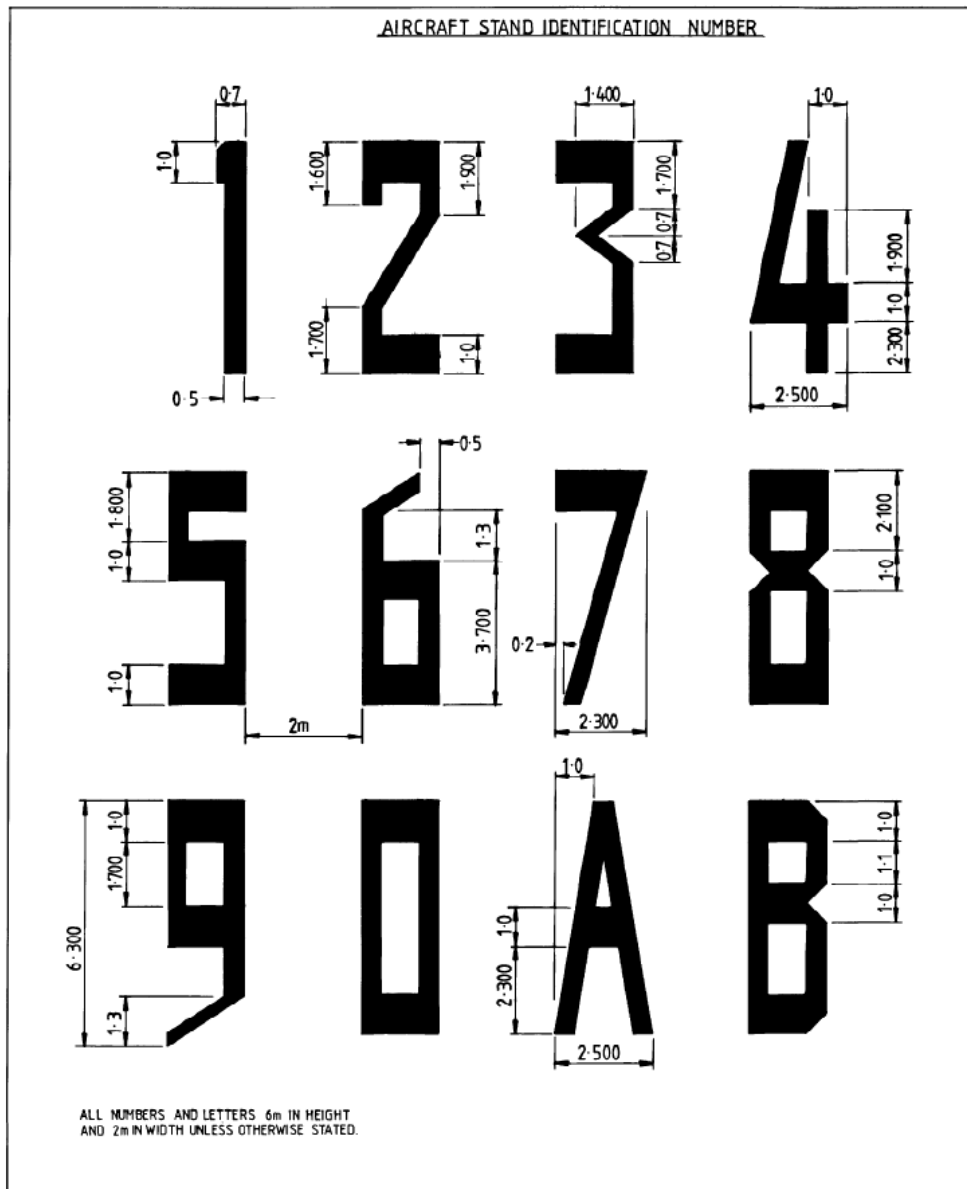 AIRCRAFT STAND IDENTIFICATION NUMBER
0·7 1·400 1·0
1·0 1·600 1·900 1·700 0·7 0·7 1·900
1 2 3 4
1·700 1·0 1·0 2·300
0·5 2·500
0·5
1·800 1·3 2·100
1·0 1·0
5 6 7 8
3·700
1·0 0·2
2m 2·300
1·0
1·0 1·0
1·700 1·1
9 0 A B
6·300 1·0 1·0
1·3 2·300
2·500
ALL NUMBERS AND LETTERS 6m IN HEIGHT
AND 2m IN WIDTH UNLESS OTHERWISE STATED.